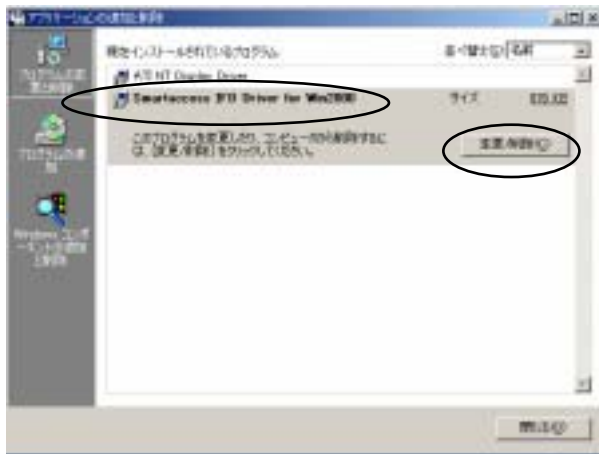 アプリケーションの追加と削除
現在インストールされているプログラム
並べ替え(S) 名前
ATI NT Display Driver
Smartaccess IFD Driver for Win2000
サイズ
このプログラムを変更したり、コンピュータから削除するに
は、[変更/削除] をクリックしてください。
変更/削除(C)
プログラムの変
更と削除
プログラムの追
加
Windows コンポ
ーネントの追加
と削除
閉じる(O)